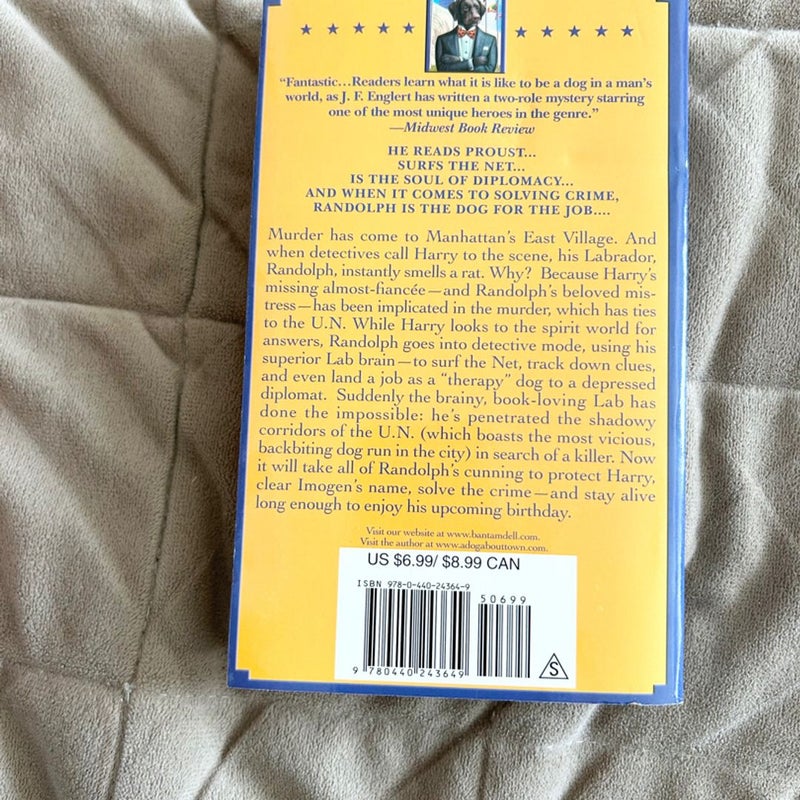 “Fantastic...Readers learn what it is like to be a dog in a man’s
world, as J. F. Englert has written a two-role mystery starring
one of the most unique heroes in the genre.”
—Midwest Book Review
HE READS PROUST...
SURFS THE NET...
IS THE SOUL OF DIPLOMACY...
AND WHEN IT COMES TO SOLVING CRIME,
RANDOLPH IS THE DOG FOR THE JOB....
Murder has come to Manhattan’s East Village. And
when detectives call Harry to the scene, his Labrador,
Randolph, instantly smells a rat. Why? Because Harry’s
missing almost-fiancée—and Randolph’s beloved mis-
tress—has been implicated in the murder, which has ties
to the U.N. While Harry looks to the spirit world for
answers, Randolph goes into detective mode, using his
superior Lab brain—to surf the Net, track down clues,
and even land a job as a “therapy” dog to a depressed
diplomat. Suddenly the brainy, book-loving Lab has
done the impossible: he’s penetrated the shadowy
corridors of the U.N. (which boasts the most vicious,
backbiting dog run in the city) in search of a killer. Now
it will take all of Randolph’s cunning to protect Harry,
clear Imogen’s name, solve the crime—and stay alive
long enough to enjoy his upcoming birthday.
Visit our website at www.bantamdell.com.
Visit the author at www.adogabouttown.com.
US $6.99/ $8.99 CAN
ISBN 978-0-440-24364-9
50699
9 780440 243649
S